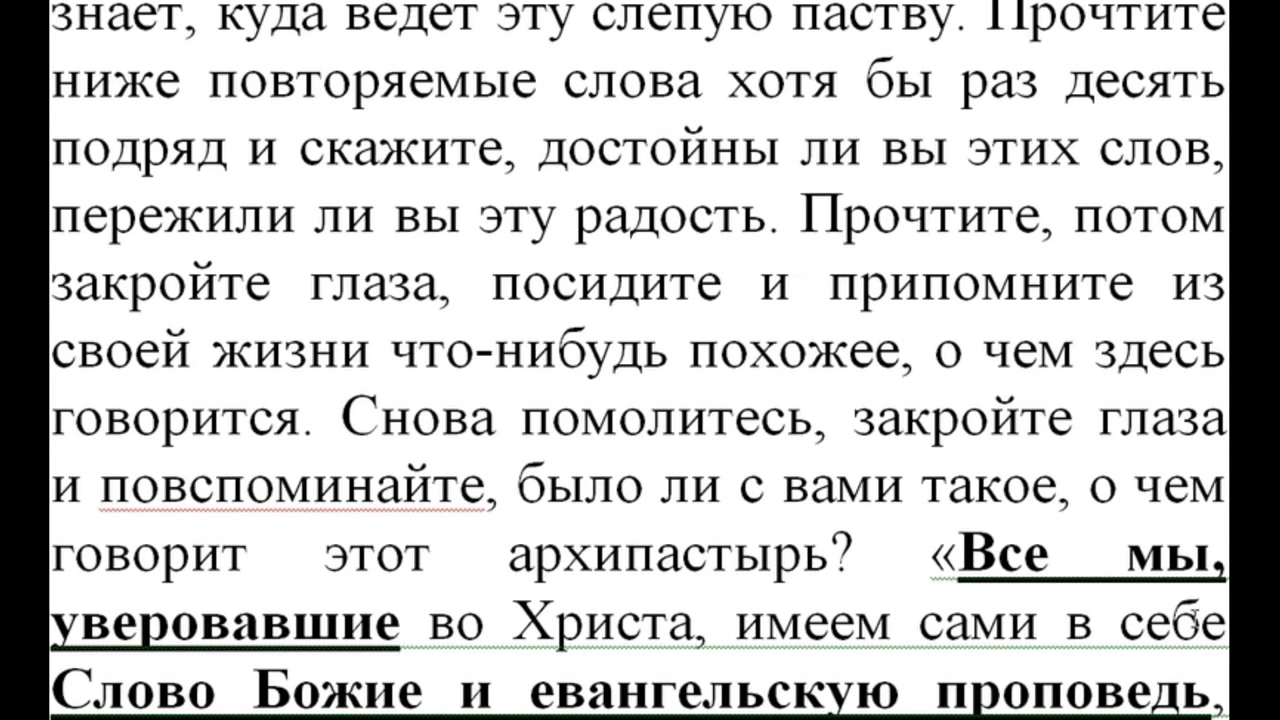 знает, куда ведет эту слепую паству. Прочтите
ниже повторяемые слова хотя бы раз десять
подряд и скажите, достойны ли вы этих слов,
пережили ли вы эту радость. Прочтите, потом
закройте глаза, посидите и припомните из
своей жизни что-нибудь похожее, о чем здесь
говорится. Снова помолитесь, закройте глаза
и повспоминайте, было ли с вами такое, о чем
говорит этот архипастырь? «Все мы,
уверовавшие во Христа, имеем сами в себе
Слово Божие и евангельскую проповедь,